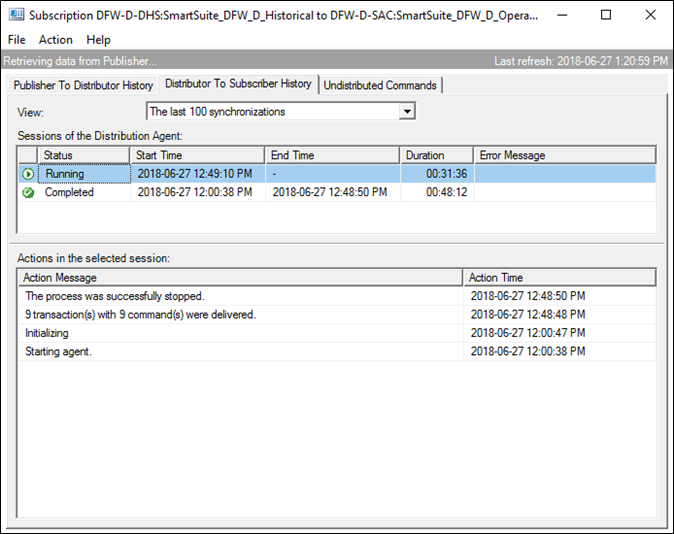 Subscription DFW-D-DHS:SmartSuite_DFW_D_Historical to DFW-D-SAC:SmartSuite_DFW_D_Opera...
File Action Help
Retrieving data from Publisher... Last refresh: 2018-06-27 1:20:59 PM
Publisher To Distributor History Distributor To Subscriber History Undistributed Commands
View: The last 100 synchronizations
Sessions of the Distribution Agent:
Status Start Time End Time Duration Error Message
Running 2018-06-27 12:49:10 PM - 00:31:36
Completed 2018-06-27 12:00:38 PM 2018-06-27 12:48:50 PM 00:48:12
Actions in the selected session:
Action Message Action Time
The process was successfully stopped. 2018-06-27 12:48:50 PM
9 transaction(s) with 9 command(s) were delivered. 2018-06-27 12:48:48 PM
Initializing 2018-06-27 12:00:47 PM
Starting agent. 2018-06-27 12:00:38 PM